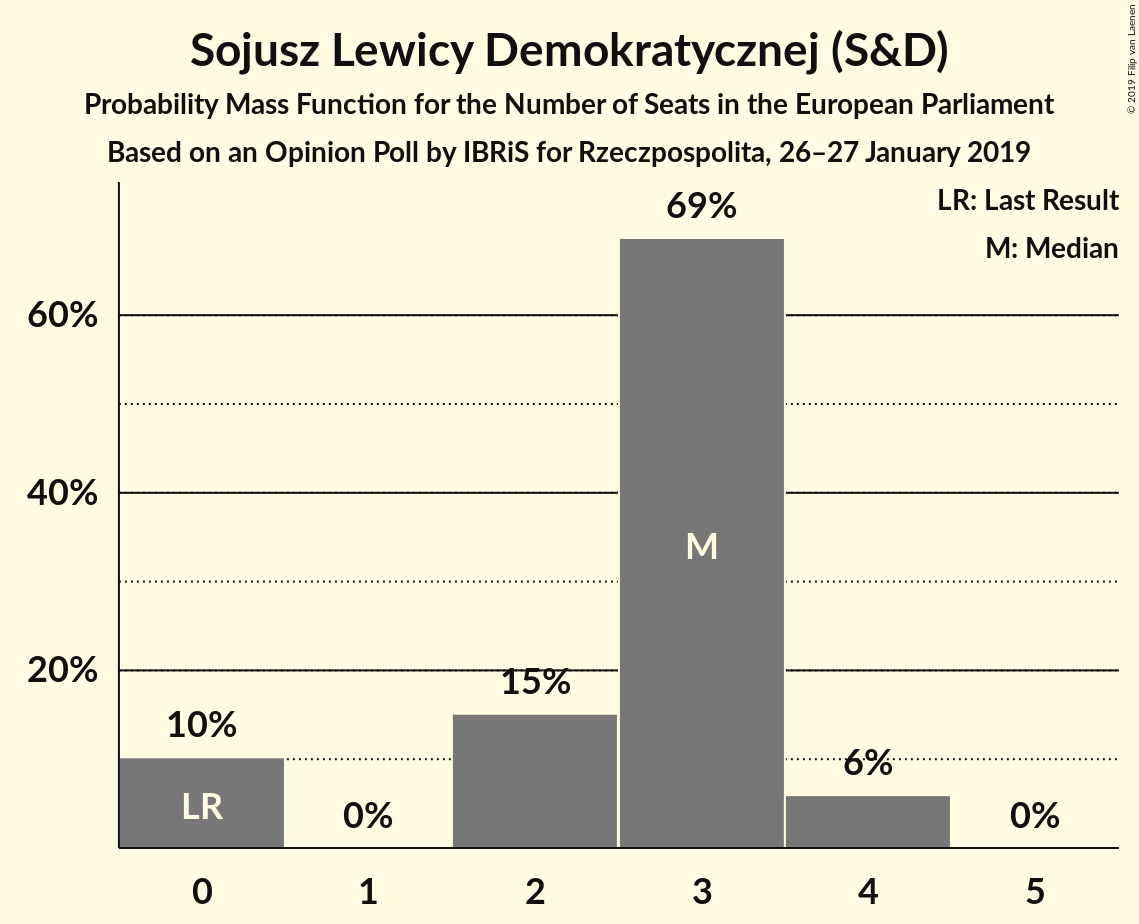 Sojusz Lewicy Demokratycznej (S&D)
Probability Mass Function for the Number of Seats in the European Parliament
Based on an Opinion Poll by IBRiS for Rzeczpospolita, 26–27 January 2019
© 2019 Filip van Laenen
LR: Last Result
M: Median
69%
60%
40%
M
20%
15%
10%
6%
LR
0%
0%
0 1 2 3 4 5